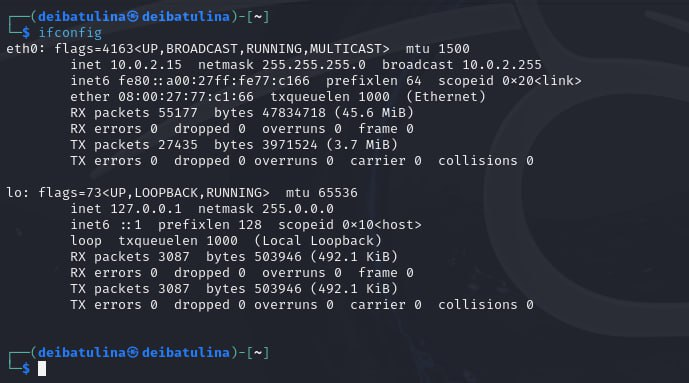 ┌──(deibatulina㉿deibatulina)-[~]
└─$ ifconfig
eth0: flags=4163<UP,BROADCAST,RUNNING,MULTICAST>  mtu 1500
        inet 10.0.2.15  netmask 255.255.255.0  broadcast 10.0.2.255
        inet6 fe80::a00:27ff:fe77:c166  prefixlen 64  scopeid 0×20<link>
        ether 08:00:27:77:c1:66  txqueuelen 1000  (Ethernet)
        RX packets 55177  bytes 47834718 (45.6 MiB)
        RX errors 0  dropped 0  overruns 0  frame 0
        TX packets 27435  bytes 3971524 (3.7 MiB)
        TX errors 0  dropped 0 overruns 0  carrier 0  collisions 0
lo: flags=73<UP,LOOPBACK,RUNNING>  mtu 65536
        inet 127.0.0.1  netmask 255.0.0.0
        inet6 ::1  prefixlen 128  scopeid 0×10<host>
        loop  txqueuelen 1000  (Local Loopback)
        RX packets 3087  bytes 503946 (492.1 KiB)
        RX errors 0  dropped 0  overruns 0  frame 0
        TX packets 3087  bytes 503946 (492.1 KiB)
        TX errors 0  dropped 0 overruns 0  carrier 0  collisions 0
┌──(deibatulina㉿deibatulina)-[~]
└─$